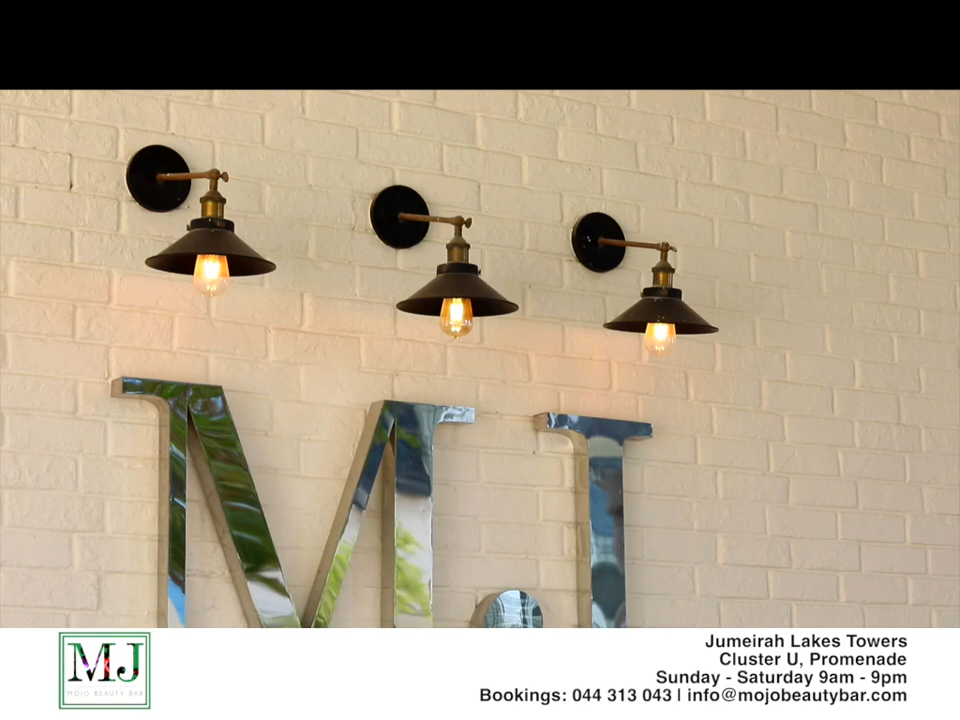 M.J
MJ
MOJO BEAUTY BAR
Jumeirah Lakes Towers
Cluster U, Promenade
Sunday - Saturday 9am - 9pm
Bookings: 044 313 043 | info@mojobeautybar.com